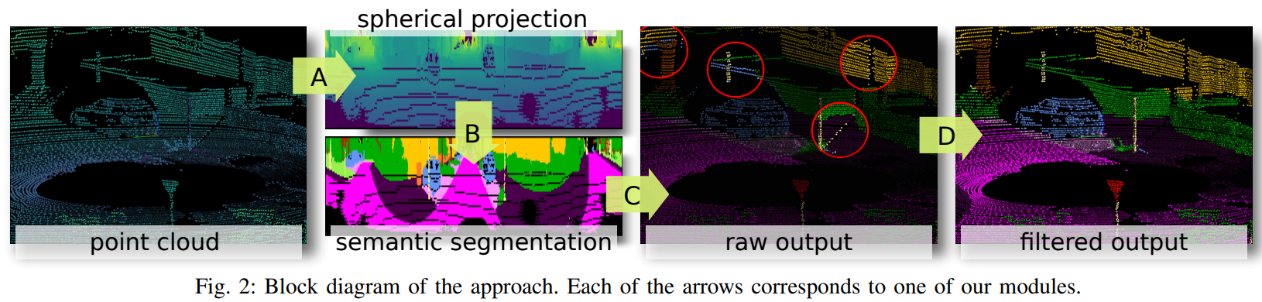 spherical projection
A
B
C
D
point cloud
semantic segmentation
raw output
filtered output
Fig. 2: Block diagram of the approach. Each of the arrows corresponds to one of our modules.